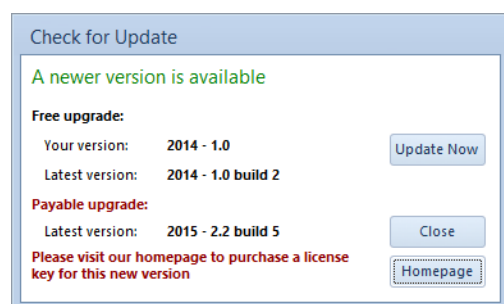 Check for Update
A newer version is available
Free upgrade:
Your version: 2014 - 1.0
Update Now
Latest version: 2014 - 1.0 build 2
Payable upgrade:
Latest version: 2015 - 2.2 build 5
Close
Please visit our homepage to purchase a license
key for this new version
Homepage